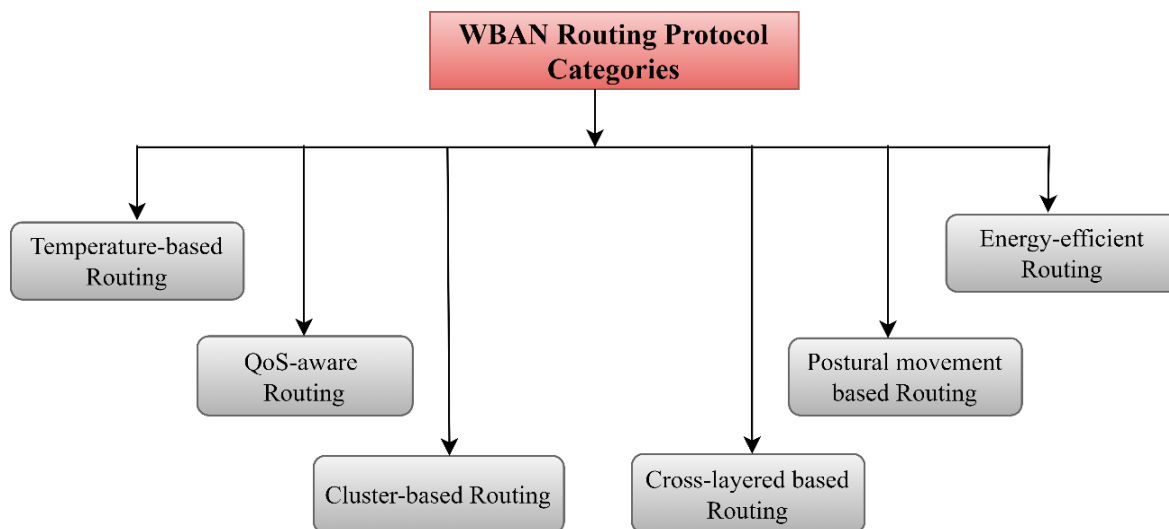 WBAN Routing Protocol
Categories
Temperature-based
Routing
QoS-aware
Routing
Cluster-based Routing
Cross-layered based
Routing
Postural movement
based Routing
Energy-efficient
Routing